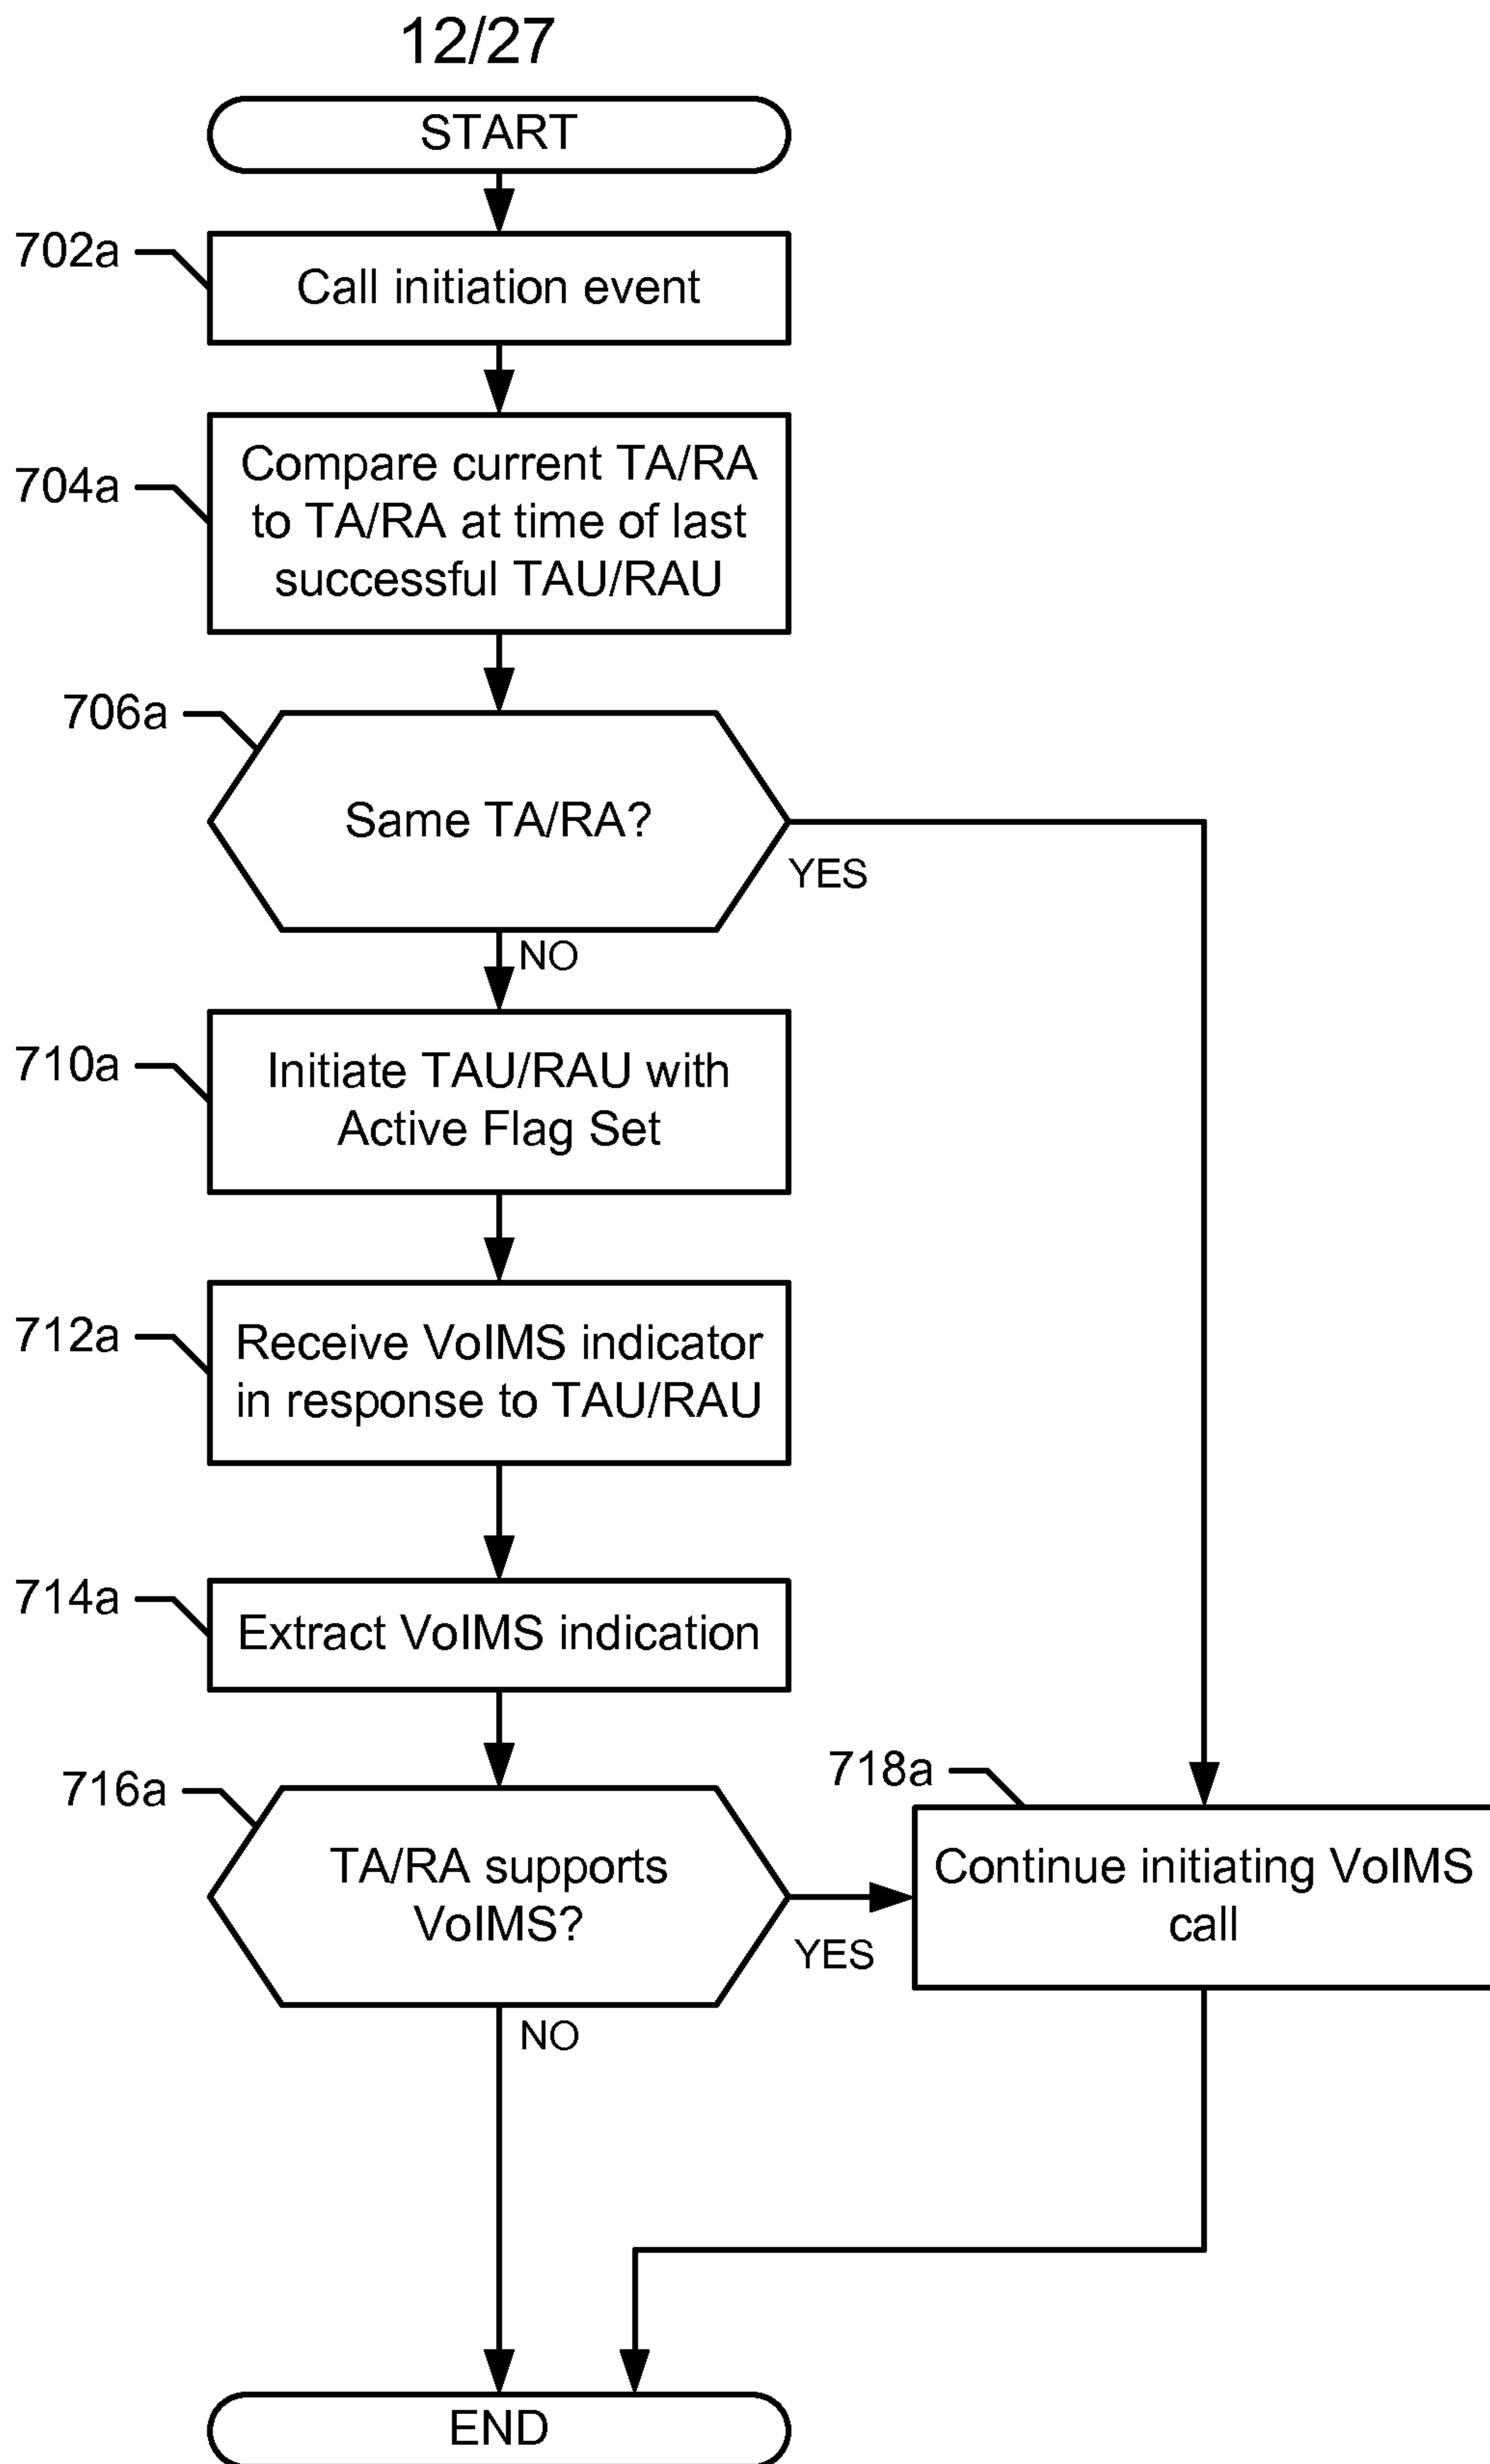 12/27
START
702a
Call initiation event
704a
Compare current TA/RA
to TA/RA at time of last
successful TAU/RAU
706a
Same TA/RA?
YES
NO
710a
Initiate TAU/RAU with
Active Flag Set
712a
Receive VoIMS indicator
in response to TAU/RAU
714a
Extract VoIMS indication
716a
TA/RA supports
VoIMS?
YES
NO
718a
Continue initiating VoIMS
call
END